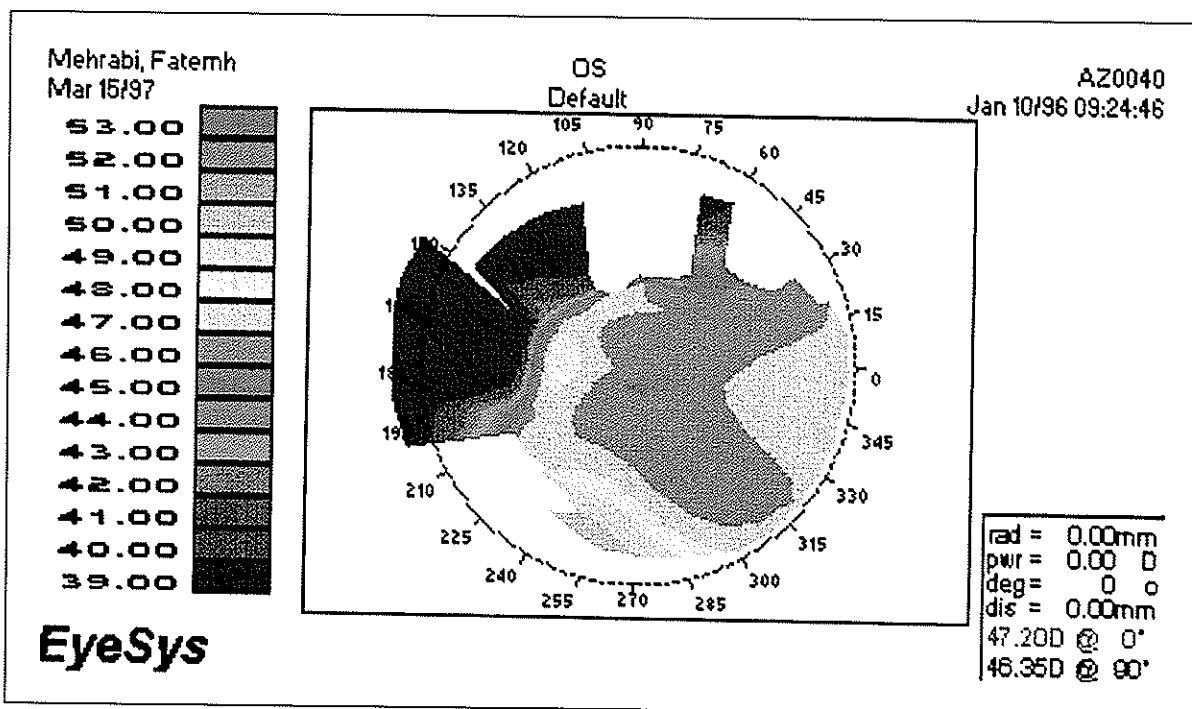 Mehrabi, Fatemh
Mar 15/97
OS
Default
AZ0040
Jan 10/96 09:24:46
53.00
52.00
51.00
50.00
49.00
48.00
47.00
46.00
45.00
44.00
43.00
42.00
41.00
40.00
39.00
105
90
75
120
60
135
45
30
15
0
345
210
330
225
315
240
300
255
270
285
rad = 0.00mm
pwr = 0.00 D
deg = 0 o
dis = 0.00mm
47.20D @ 0°
46.35D @ 90°
EyeSys